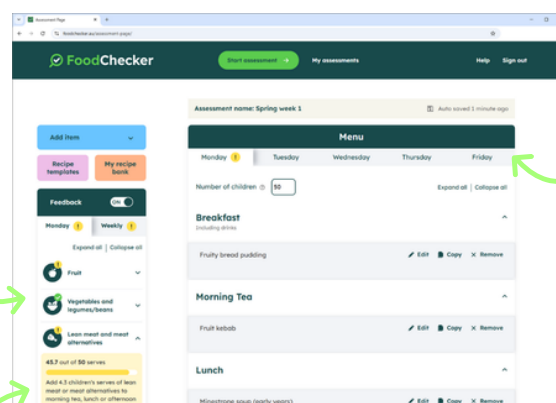 Assessment Page
foodchecker.au/assessment-page/
FoodChecker
Start assessment
My assessments
Help
Sign out
Assessment name: Spring week 1
Auto saved 1 minute ago
Add item
Recipe templates
My recipe bank
Feedback
ON
Monday !
Weekly !
Expand all | Collapse all
Fruit
Vegetables and legumes/beans
Lean meat and meat alternatives
45.7 out of 50 serves
Add 4.3 children's serves of lean
meat or meat alternatives to
morning tea, lunch or afternoon
Menu
Monday !
Tuesday
Wednesday
Thursday
Friday
Number of children
50
Expand all | Collapse all
Breakfast
Including drinks
Fruity bread pudding
Edit
Copy
Remove
Morning Tea
Fruit kebab
Edit
Copy
Remove
Lunch
Minestrone soup (early years)
Edit
Copy
Remove